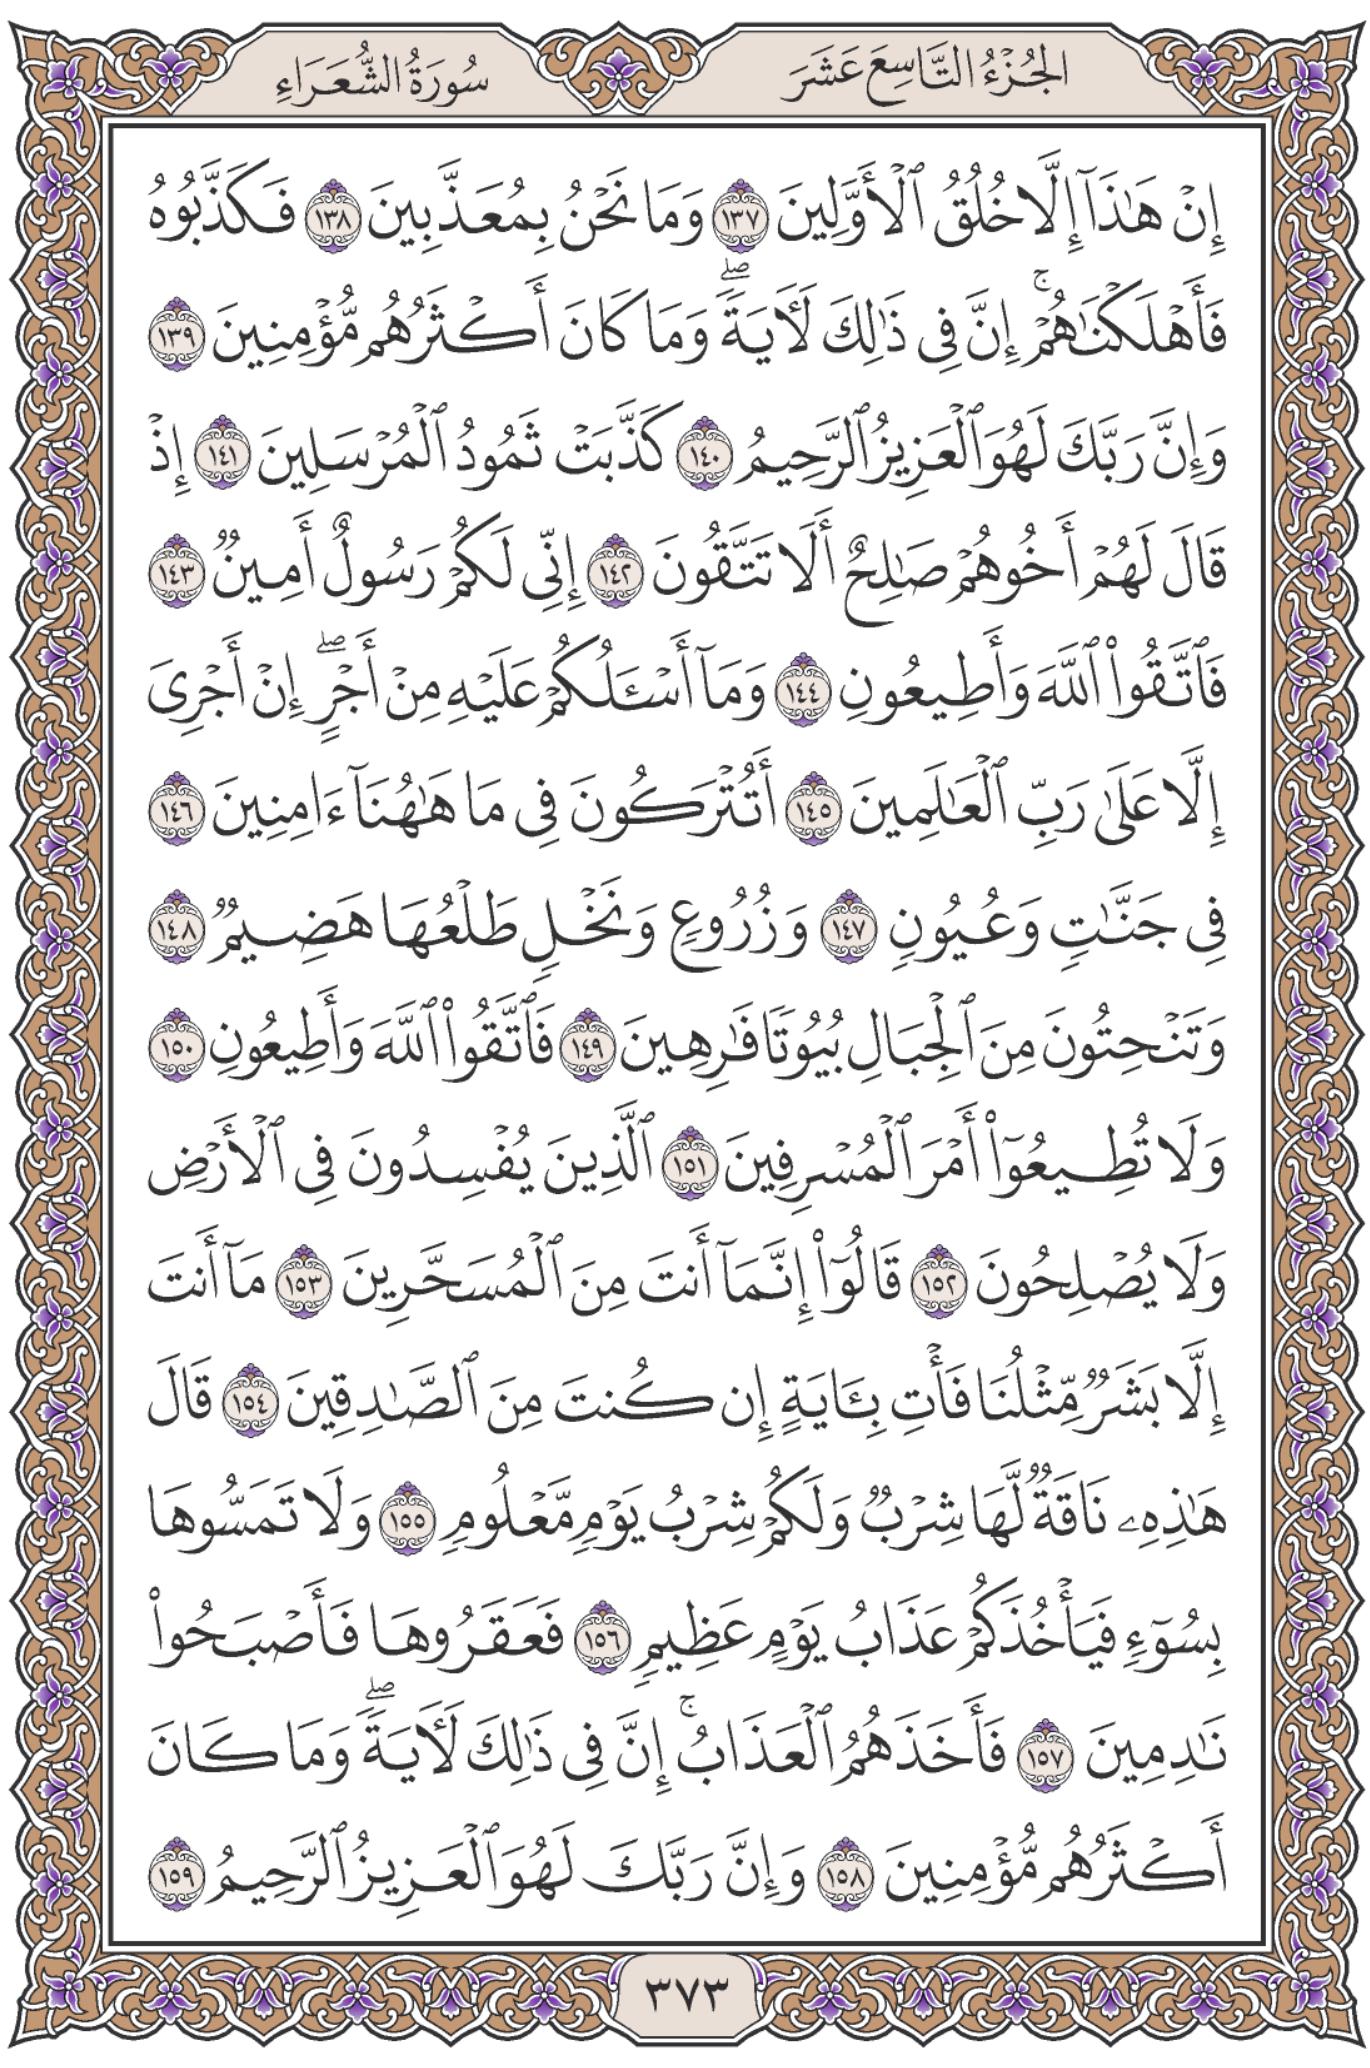 الجُزْءُ التَّاسِعَ عَشَرَ
سُورَةُ الشُّعَرَاءِ
إِنْ هَـٰذَآ إِلَّا خُلُقُ ٱلْأَوَّلِينَ ١٣٧ وَمَا نَحْنُ بِمُعَذَّبِينَ ١٣٨ فَكَذَّبُوهُ
فَأَهْلَكْنَـٰهُمْ ۚ إِنَّ فِى ذَٰلِكَ لَـَٔايَةً ۖ وَمَا كَانَ أَكْثَرُهُم مُّؤْمِنِينَ ١٣٩
وَإِنَّ رَبَّكَ لَهُوَ ٱلْعَزِيزُ ٱلرَّحِيمُ ١٤٠ كَذَّبَتْ ثَمُودُ ٱلْمُرْسَلِينَ ١٤١ إِذْ
قَالَ لَهُمْ أَخُوهُمْ صَـٰلِحٌ أَلَا تَتَّقُونَ ١٤٢ إِنِّى لَكُمْ رَسُولٌ أَمِينٌ ١٤٣
فَٱتَّقُوا۟ ٱللَّهَ وَأَطِيعُونِ ١٤٤ وَمَآ أَسْـَٔلُكُمْ عَلَيْهِ مِنْ أَجْرٍ ۖ إِنْ أَجْرِىَ
إِلَّا عَلَىٰ رَبِّ ٱلْعَـٰلَمِينَ ١٤٥ أَتُتْرَكُونَ فِى مَا هَـٰهُنَآ ءَامِنِينَ ١٤٦
فِى جَنَّـٰتٍ وَعُيُونٍ ١٤٧ وَزُرُوعٍ وَنَخْلٍ طَلْعُهَا هَضِيمٌ ١٤٨
وَتَنْحِتُونَ مِنَ ٱلْجِبَالِ بُيُوتًا فَـٰرِهِينَ ١٤٩ فَٱتَّقُوا۟ ٱللَّهَ وَأَطِيعُونِ ١٥٠
وَلَا تُطِيعُوٓا۟ أَمْرَ ٱلْمُسْرِفِينَ ١٥١ ٱلَّذِينَ يُفْسِدُونَ فِى ٱلْأَرْضِ
وَلَا يُصْلِحُونَ ١٥٢ قَالُوٓا۟ إِنَّمَآ أَنتَ مِنَ ٱلْمُسَحَّرِينَ ١٥٣ مَآ أَنتَ
إِلَّا بَشَرٌ مِّثْلُنَا فَأْتِ بِـَٔايَةٍ إِن كُنتَ مِنَ ٱلصَّـٰدِقِينَ ١٥٤ قَالَ
هَـٰذِهِۦ نَاقَةٌ لَّهَا شِرْبٌ وَلَكُمْ شِرْبُ يَوْمٍ مَّعْلُومٍ ١٥٥ وَلَا تَمَسُّوهَا
بِسُوٓءٍ فَيَأْخُذَكُمْ عَذَابُ يَوْمٍ عَظِيمٍ ١٥٦ فَعَقَرُوهَا فَأَصْبَحُوا۟
نَـٰدِمِينَ ١٥٧ فَأَخَذَهُمُ ٱلْعَذَابُ ۚ إِنَّ فِى ذَٰلِكَ لَـَٔايَةً ۖ وَمَا كَانَ
أَكْثَرُهُم مُّؤْمِنِينَ ١٥٨ وَإِنَّ رَبَّكَ لَهُوَ ٱلْعَزِيزُ ٱلرَّحِيمُ ١٥٩
٣٧٣